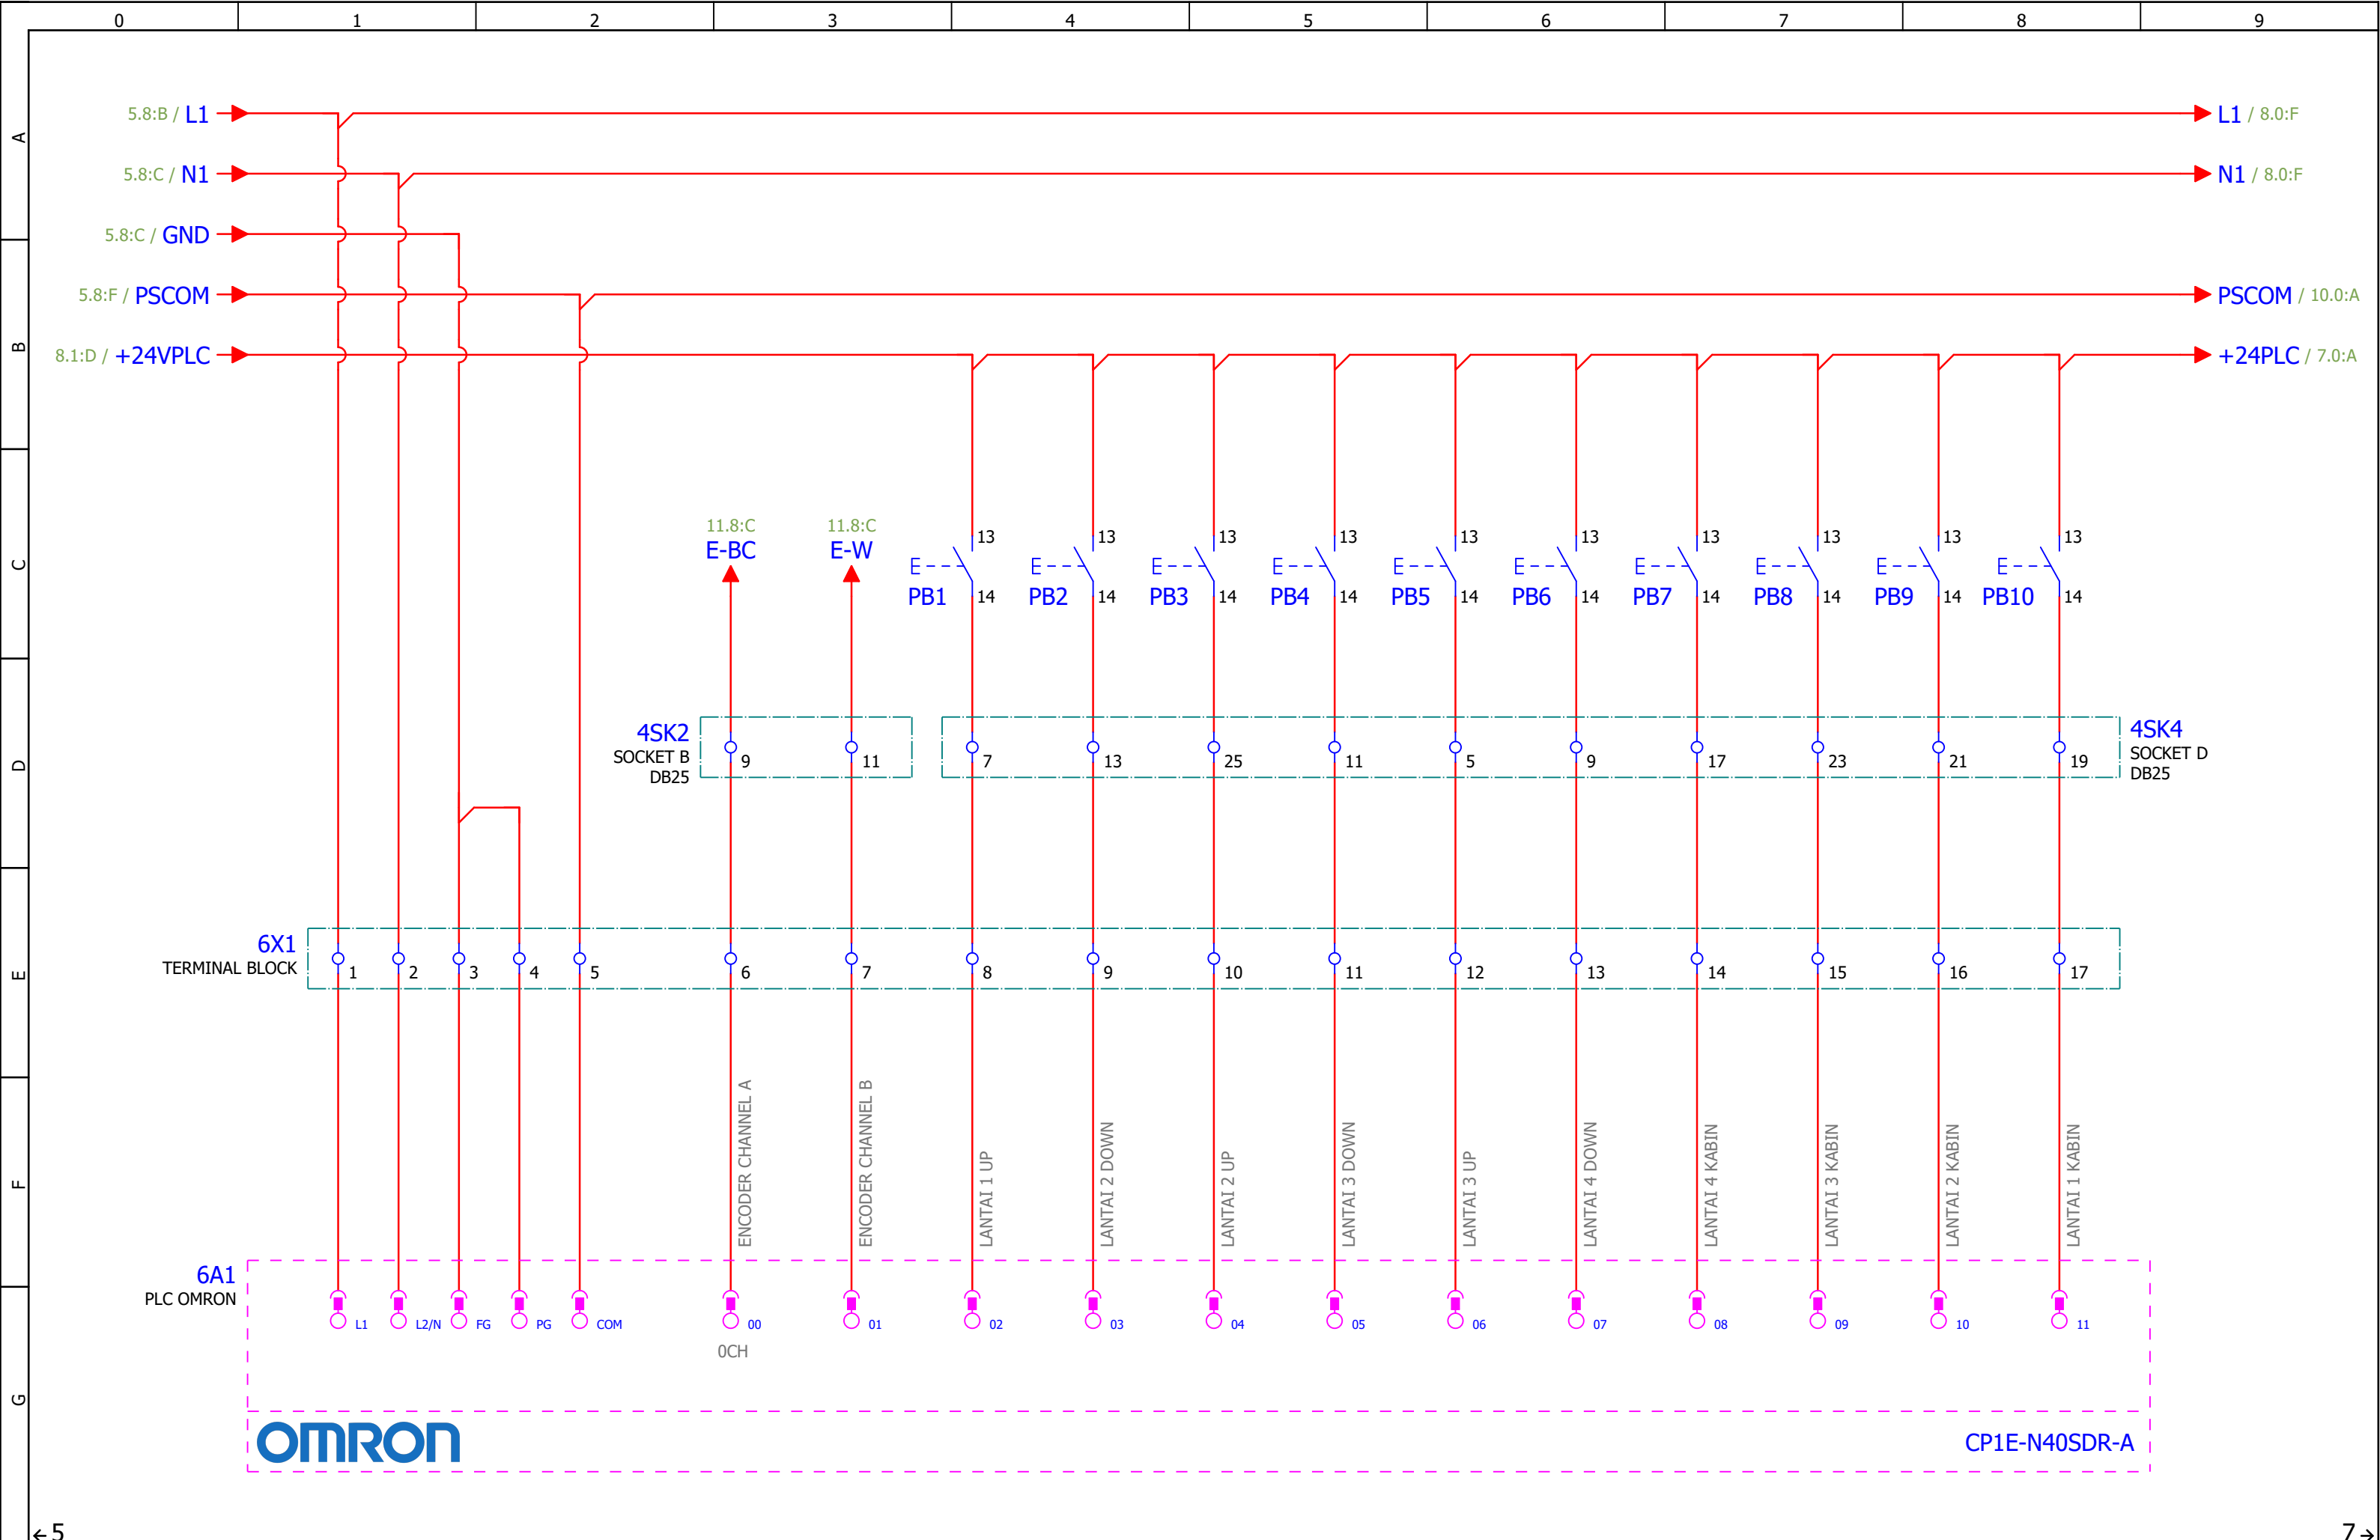 0 1 2 3 4 5 6 7 8 9
A
5.8:B / L1
L1 / 8.0:F
5.8:C / N1
N1 / 8.0:F
5.8:C / GND
5.8:F / PSCOM
PSCOM / 10.0:A
B
8.1:D / +24VPLC
+24PLC / 7.0:A
11.8:C 11.8:C
E-BC E-W
13 13 13 13 13 13 13 13 13 13
C
PB1 14 PB2 14 PB3 14 PB4 14 PB5 14 PB6 14 PB7 14 PB8 14 PB9 14 PB10 14
4SK2
SOCKET B
DB25
9 11
7 13 25 11 5 9 17 23 21 19
4SK4
SOCKET D
DB25
D
6X1
TERMINAL BLOCK
1 2 3 4 5 6 7 8 9 10 11 12 13 14 15 16 17
E
ENCODER CHANNEL A
ENCODER CHANNEL B
LANTAI 1 UP
LANTAI 2 DOWN
LANTAI 2 UP
LANTAI 3 DOWN
LANTAI 3 UP
LANTAI 4 DOWN
LANTAI 4 KABIN
LANTAI 3 KABIN
LANTAI 2 KABIN
LANTAI 1 KABIN
F
6A1
PLC OMRON
L1 L2/N FG PG COM 00 01 02 03 04 05 06 07 08 09 10 11
0CH
G
OMRON
CP1E-N40SDR-A
←5
7→